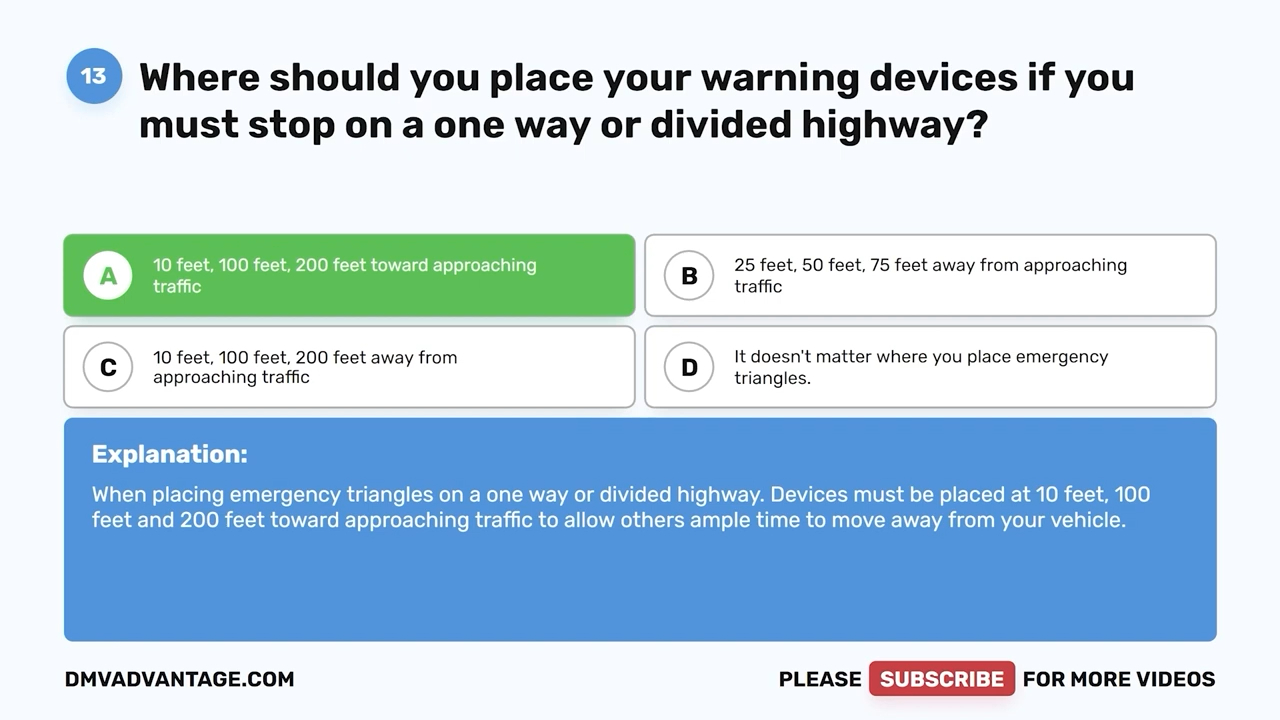 13
Where should you place your warning devices if you
must stop on a one way or divided highway?
A
10 feet, 100 feet, 200 feet toward approaching
traffic
B
25 feet, 50 feet, 75 feet away from approaching
traffic
C
10 feet, 100 feet, 200 feet away from
approaching traffic
D
It doesn't matter where you place emergency
triangles.
Explanation:
When placing emergency triangles on a one way or divided highway. Devices must be placed at 10 feet, 100
feet and 200 feet toward approaching traffic to allow others ample time to move away from your vehicle.
DMVADVANTAGE.COM
PLEASE SUBSCRIBE FOR MORE VIDEOS